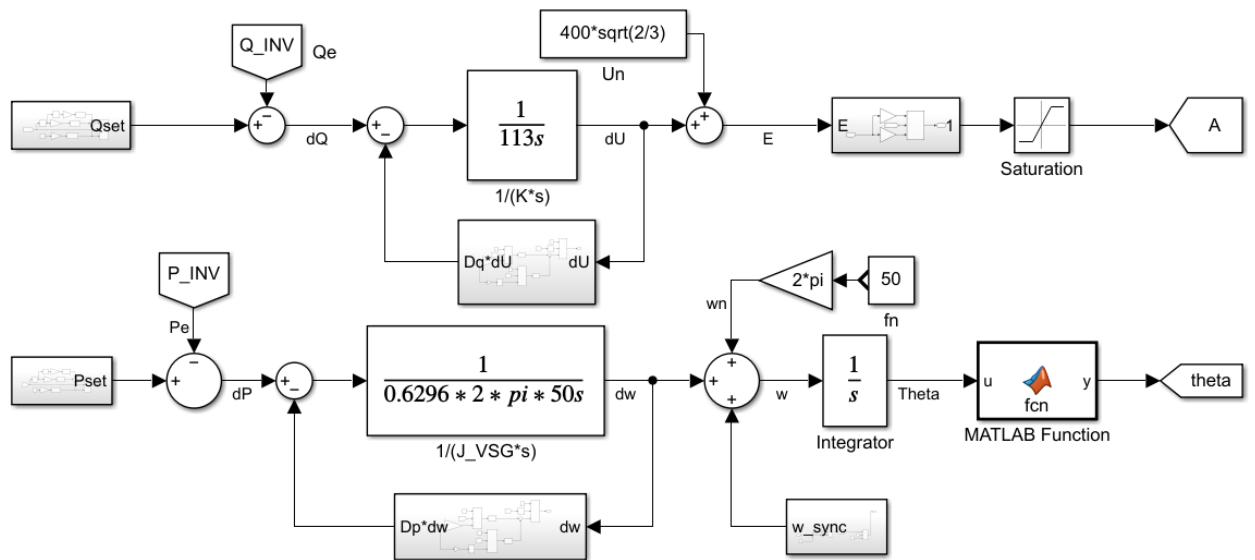 400*sqrt(2/3)
Q_INV
Qe
Un
Qset
−
+
dQ
+
−
1
113s
dU
+
+
E
E
1
A
1/(K*s)
Saturation
Dq*dU
dU
P_INV
2*pi
50
wn
fn
Pe
Pset
−
+
dP
+
−
1
0.6296 * 2 * pi * 50s
dw
+
+
+
w
1
s
Theta
u
fcn
y
theta
1/(J_VSG*s)
Integrator
MATLAB Function
Dp*dw
dw
w_sync